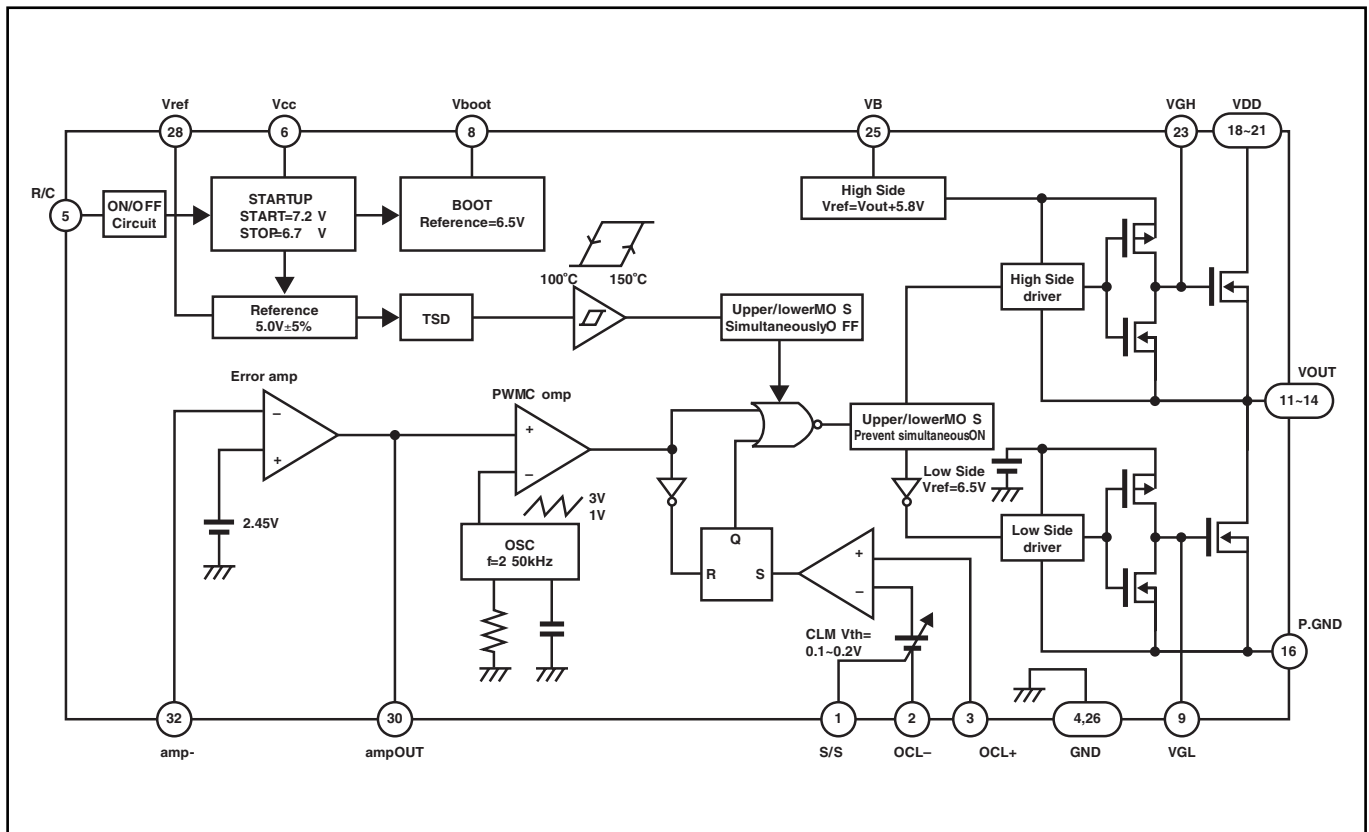 Vref
Vcc
Vboot
VB
VGH
VDD
28
6
8
25
23
18~21
R/C
5
ON/OFF
Circuit
STARTUP
START=7.2 V
STOP=6.7 V
BOOT
Reference=6.5V
High Side
Vref=Vout+5.8V
100°C
150°C
High Side
driver
Reference
5.0V±5%
TSD
Upper/lowerMO S
SimultaneouslyO FF
Error amp
PWMC omp
VOUT
11~14
−
+
+
−
Upper/lowerMO S
Prevent simultaneousON
Low Side
Vref=6.5V
2.45V
3V
1V
OSC
f=2 50kHz
Q
R
S
+
−
Low Side
driver
CLM Vth=
0.1~0.2V
P.GND
16
32
30
1
2
3
4,26
9
amp-
ampOUT
S/S
OCL−
OCL+
GND
VGL